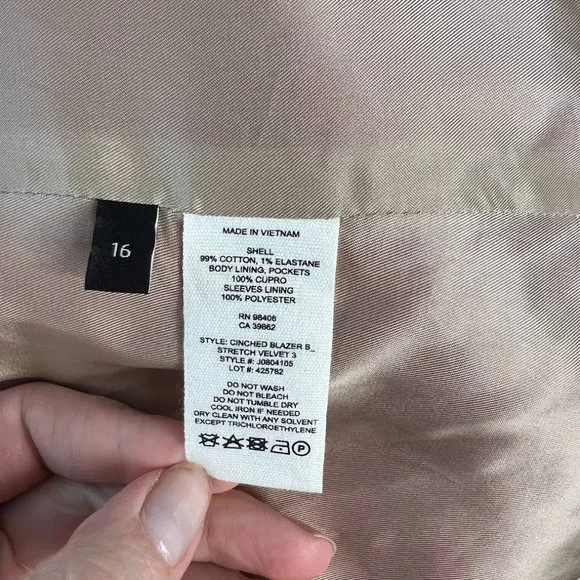 16
MADE IN VIETNAM
SHELL
99% COTTON, 1% ELASTANE
BODY LINING, POCKETS
100% CUPRO
SLEEVES LINING
100% POLYESTER
RN 98406
CA 39862
STYLE: CINCHED BLAZER B_
STRETCH VELVET 3
STYLE #: J0804105
LOT #: 425782
DO NOT WASH
DO NOT BLEACH
DO NOT TUMBLE DRY
COOL IRON IF NEEDED
DRY CLEAN WITH ANY SOLVENT
EXCEPT TRICHLOROETHYLENE
P